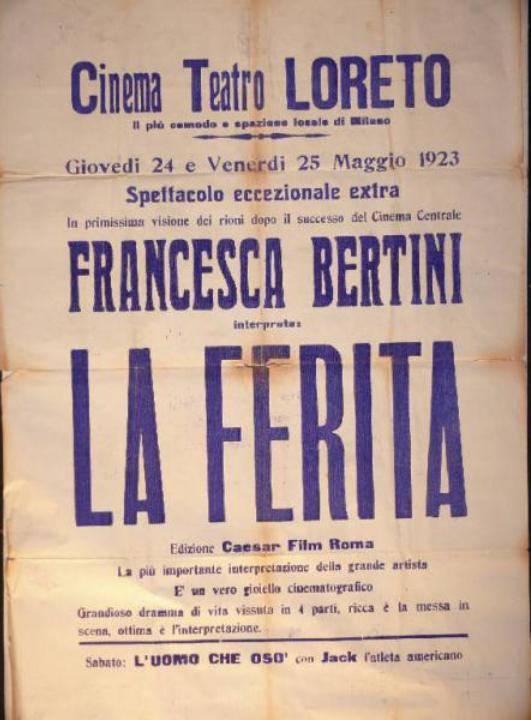 Cinema Teatro LORETO
Il più comodo e spazioso locale di Milano
Giovedì 24 e Venerdì 25 Maggio 1923
Spettacolo eccezionale extra
In primissima visione dei rioni dopo il successo del Cinema Centrale
FRANCESCA BERTINI
interpreta:
LA FERITA
Edizione Caesar Film Roma
La più importante interpretazione della grande artista
E' un vero gioiello cinematografico
Grandioso dramma di vita vissuta in 4 parti, ricca è la messa in
scena, ottima è l'interpretazione.
Sabato: L'UOMO CHE OSO' con Jack l'atleta americano